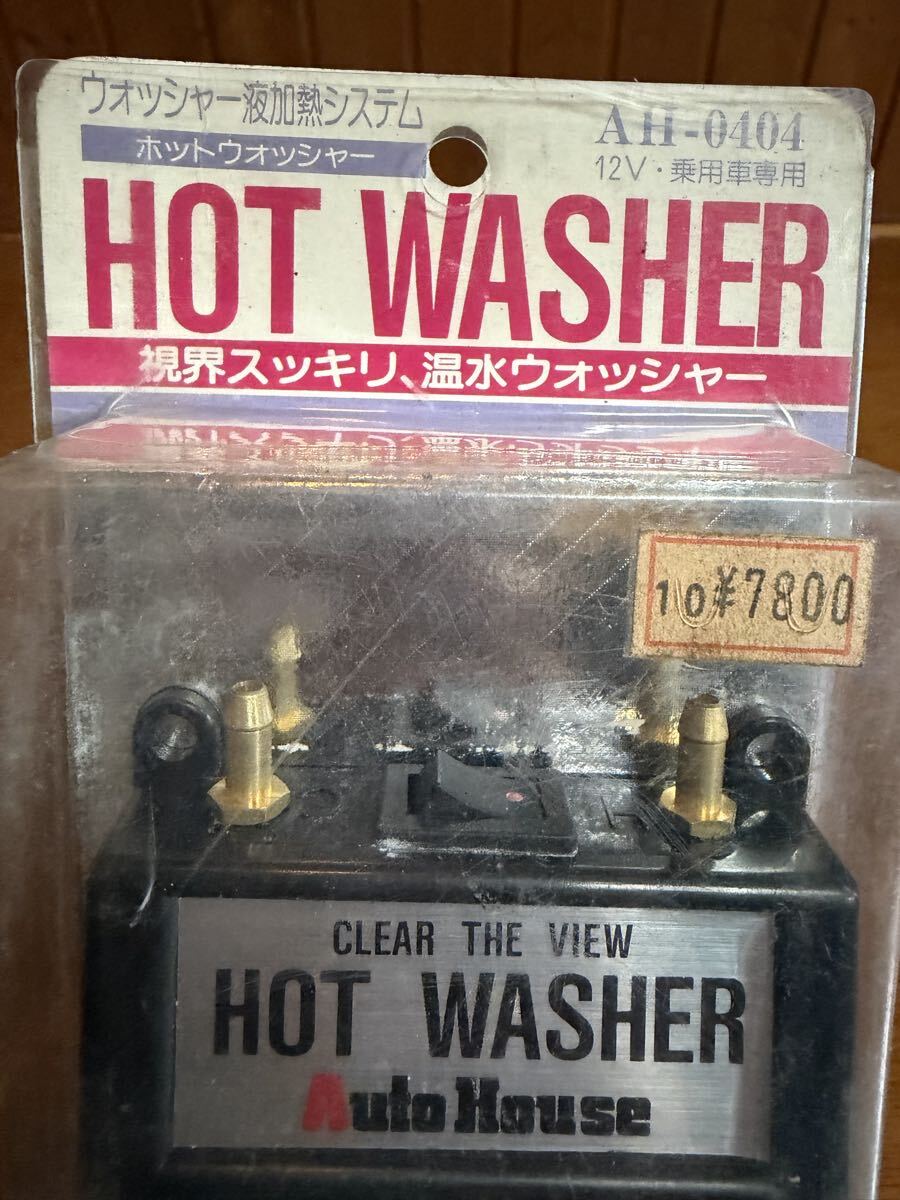 ウオッシャー液加熱システム
ホットウオッシャー
AH-0404
12V・乗用車専用
HOT WASHER
視界スッキリ、温水ウオッシャー
10¥7800
CLEAR THE VIEW
HOT WASHER
Auto House